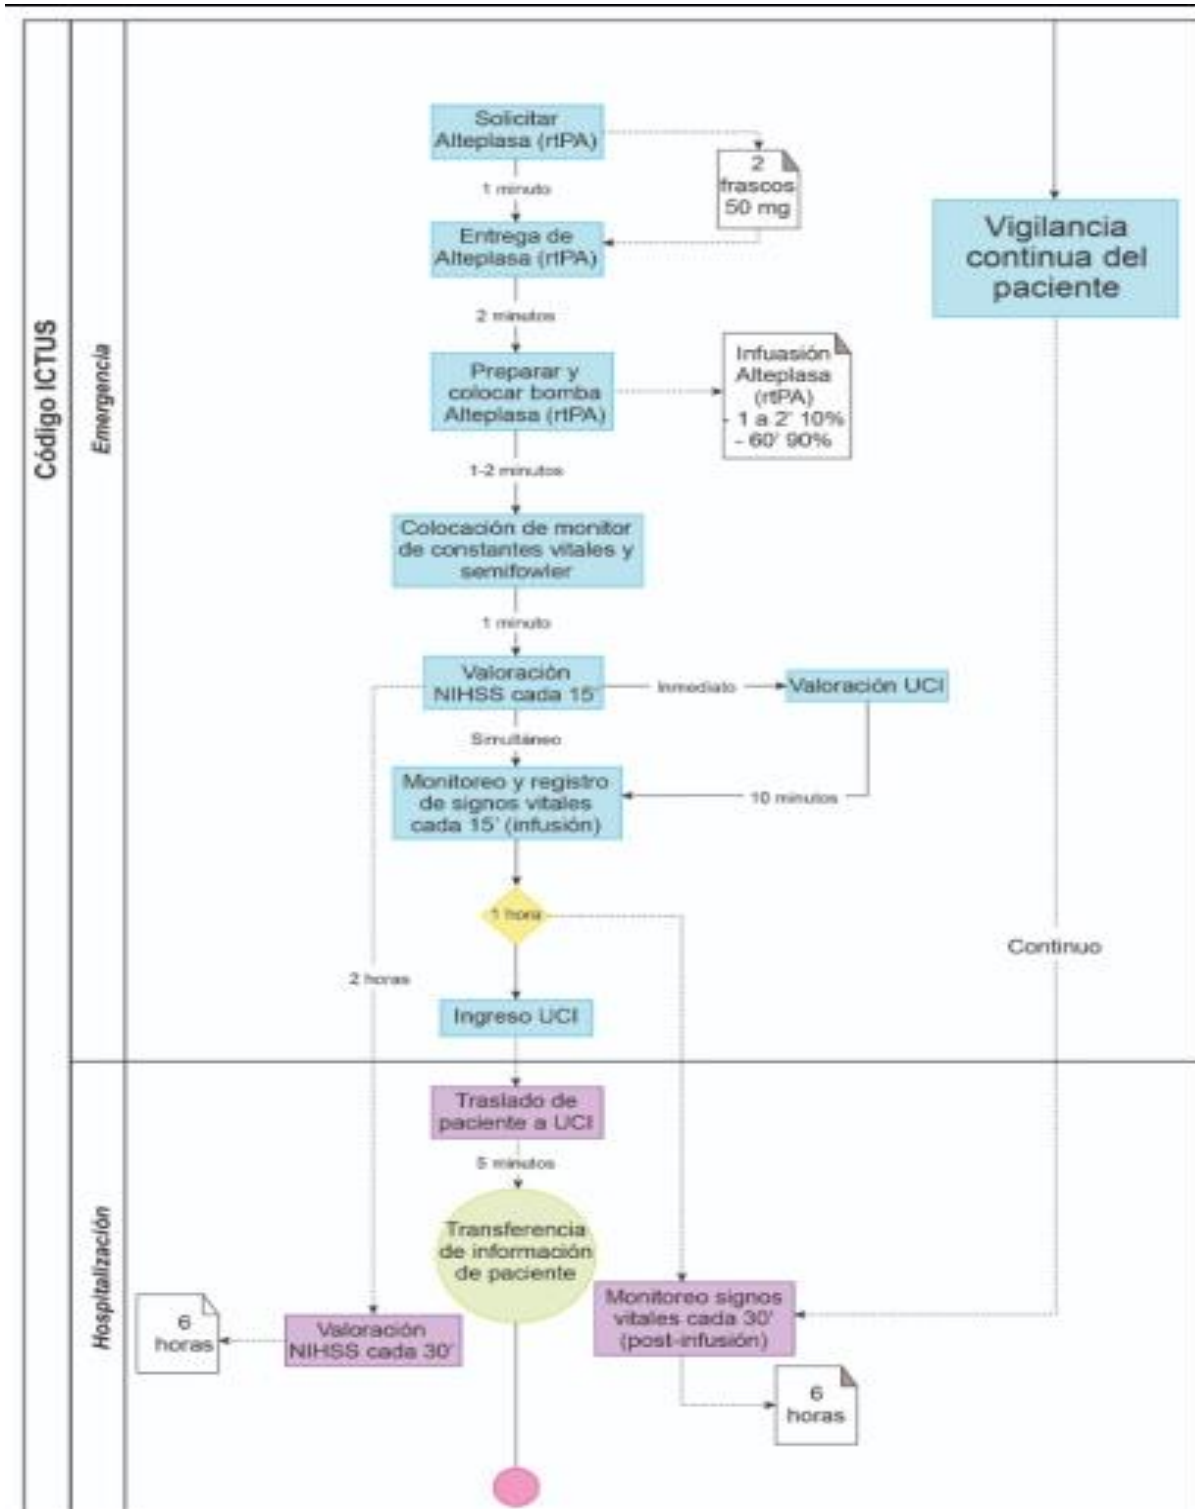 Código ICTUS
Emergencia
Solicitar
Alteplasa (rtPA)
2
frascos
50 mg
1 minuto
Entrega de
Alteplasa (rtPA)
Vigilancia
continua del
paciente
2 minutos
Preparar y
colocar bomba
Alteplasa (rtPA)
Infuasión
Alteplasa
(rtPA)
- 1 a 2' 10%
- 60' 90%
1-2 minutos
Colocación de monitor
de constantes vitales y
semifowler
1 minuto
Valoración
NIHSS cada 15'
Inmediato
Valoración UCI
Simultáneo
Monitoreo y registro
de signos vitales
cada 15' (infusión)
10 minutos
1 hora
Continuo
2 horas
Ingreso UCI
Hospitalización
Traslado de
paciente a UCI
5 minutos
Transferencia
de información
de paciente
Monitoreo signos
vitales cada 30'
(post-infusión)
6
horas
Valoración
NIHSS cada 30'
6
horas